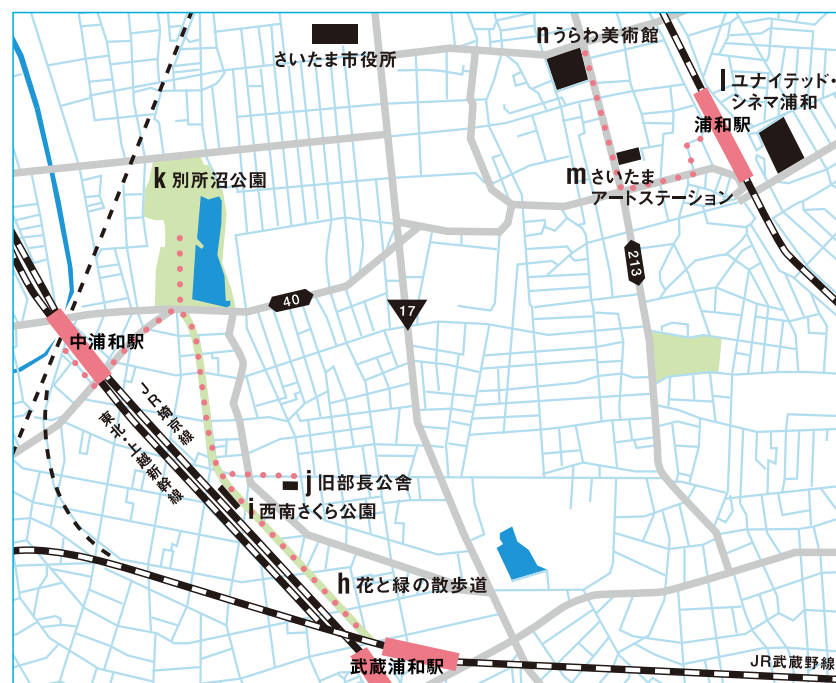 さいたま市役所
n うらわ美術館
l ユナイテッド・
シネマ浦和
浦和駅
m さいたま
アートステーション
k 別所沼公園
213
40
17
中浦和駅
JR埼京線
東北・上越新幹線
j 旧部長公舎
i 西南さくら公園
h 花と緑の散歩道
武蔵浦和駅
JR武蔵野線